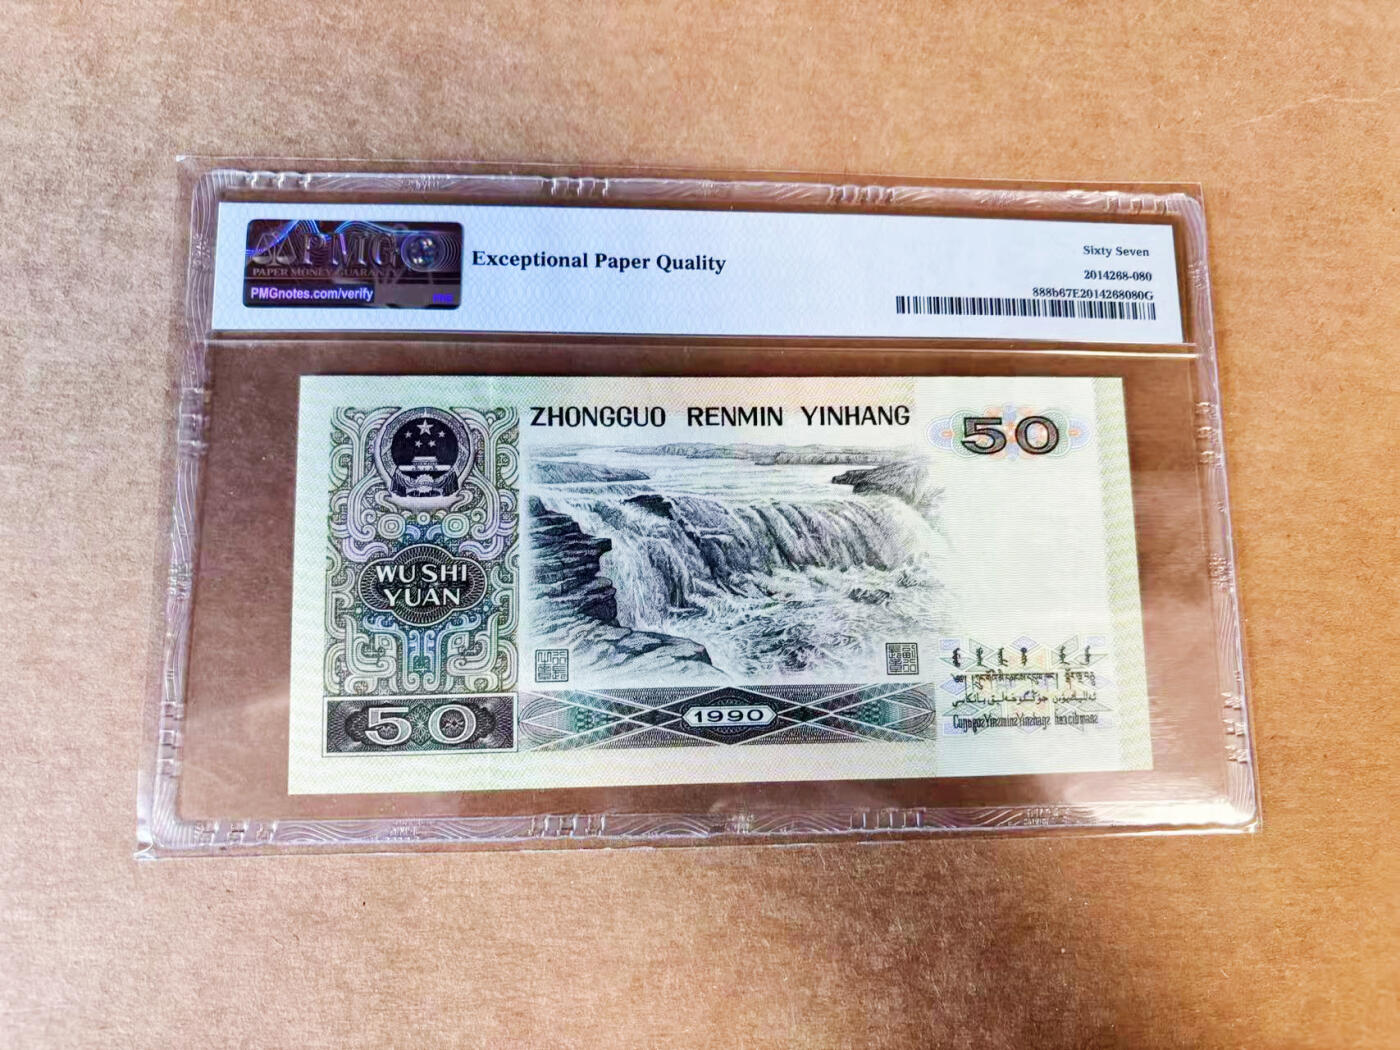 PMG
PAPER MONEY GUARANTY
PMGnotes.com/verify
Exceptional Paper Quality
Sixty Seven
2014268-080
888b67E2014268080G
ZHONGGUO RENMIN YINHANG
50
WU SHI
YUAN
50
1990